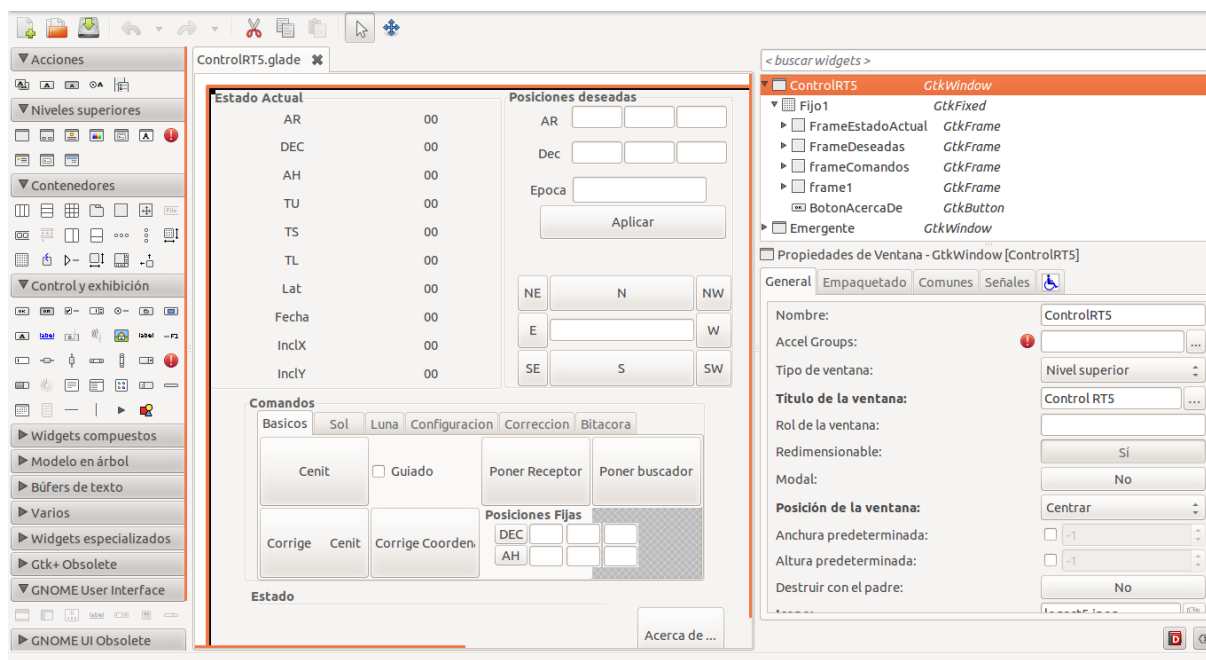 ControlRT5.glade
Acciones
Niveles superiores
Contenedores
Control y exhibición
Widgets compuestos
Modelo en árbol
Búfers de texto
Varios
Widgets especializados
Gtk+ Obsolete
GNOME User Interface
GNOME UI Obsolete
Estado Actual
AR 00
DEC 00
AH 00
TU 00
TS 00
TL 00
Lat 00
Fecha 00
InclX 00
InclY 00
Posiciones deseadas
AR
Dec
Epoca
Aplicar
NE N NW
E W
SE S SW
Comandos
Basicos Sol Luna Configuracion Correccion Bitacora
Cenit Guiado Poner Receptor Poner buscador
Posiciones Fijas
Corrige Cenit Corrige Coorden
DEC
AH
Estado
Acerca de ...
< buscar widgets >
ControlRT5 GtkWindow
Fijo1 GtkFixed
FrameEstadoActual GtkFrame
FrameDeseadas GtkFrame
frameComandos GtkFrame
frame1 GtkFrame
BotonAcercaDe GtkButton
Emergente GtkWindow
Propiedades de Ventana - GtkWindow [ControlRT5]
General Empaquetado Comunes Señales
Nombre: ControlRT5
Accel Groups: ...
Tipo de ventana: Nivel superior
Título de la ventana: Control RT5 ...
Rol de la ventana:
Redimensionable: Sí
Modal: No
Posición de la ventana: Centrar
Anchura predeterminada: -1
Altura predeterminada: -1
Destruir con el padre: No